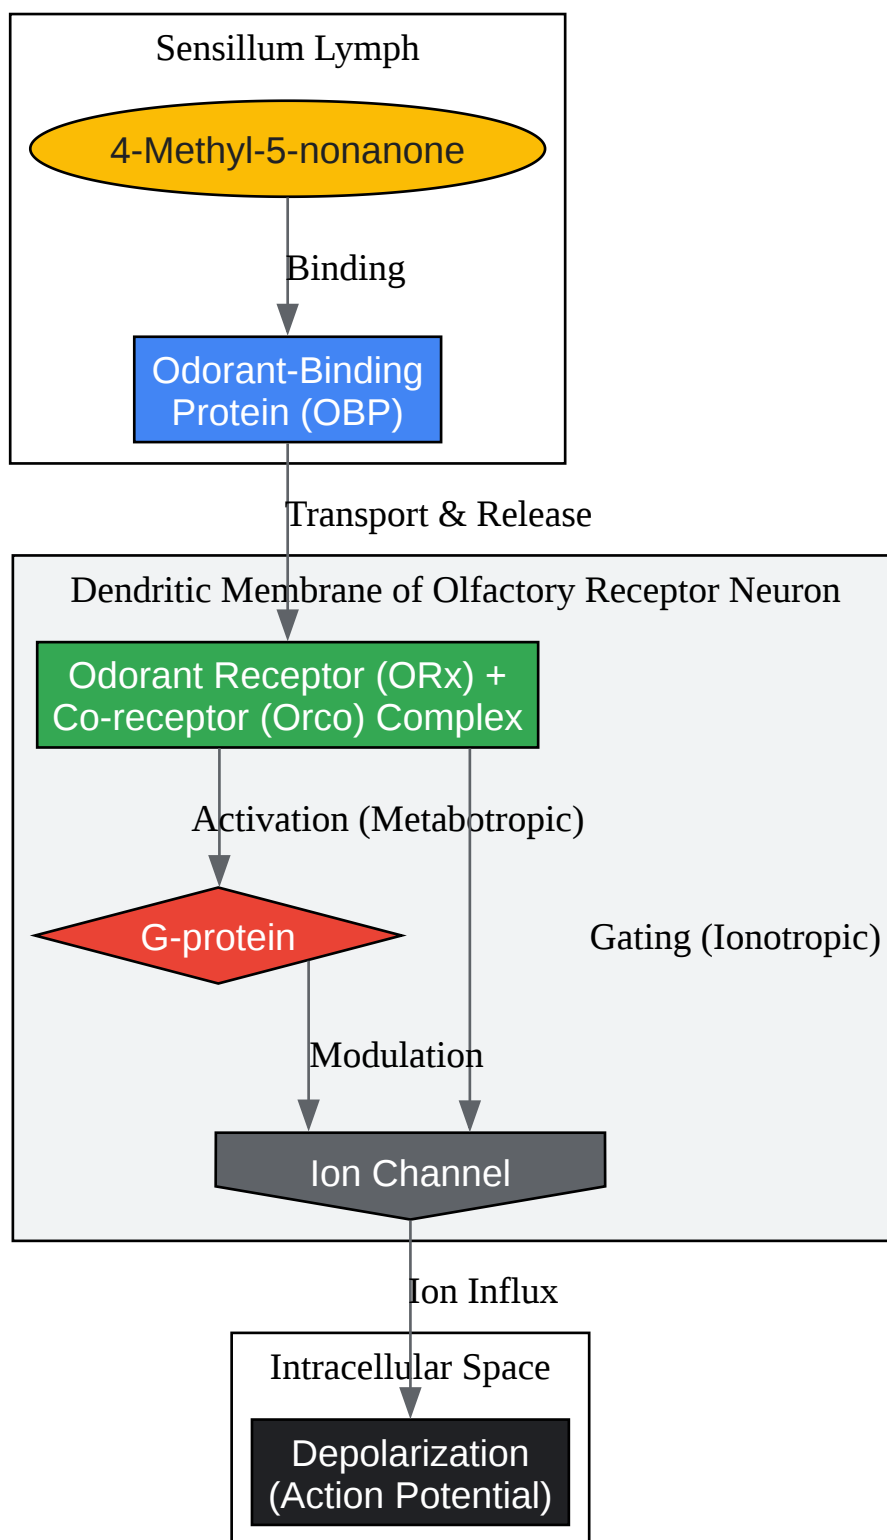 Sensillum Lymph
4-Methyl-5-nonanone
Binding
Odorant-Binding
Protein (OBP)
Transport & Release
Dendritic Membrane of Olfactory Receptor Neuron
Odorant Receptor (ORx) +
Co-receptor (Orco) Complex
Activation (Metabotropic)
G-protein
Gating (Ionotropic)
Modulation
Ion Channel
Ion Influx
Intracellular Space
Depolarization
(Action Potential)